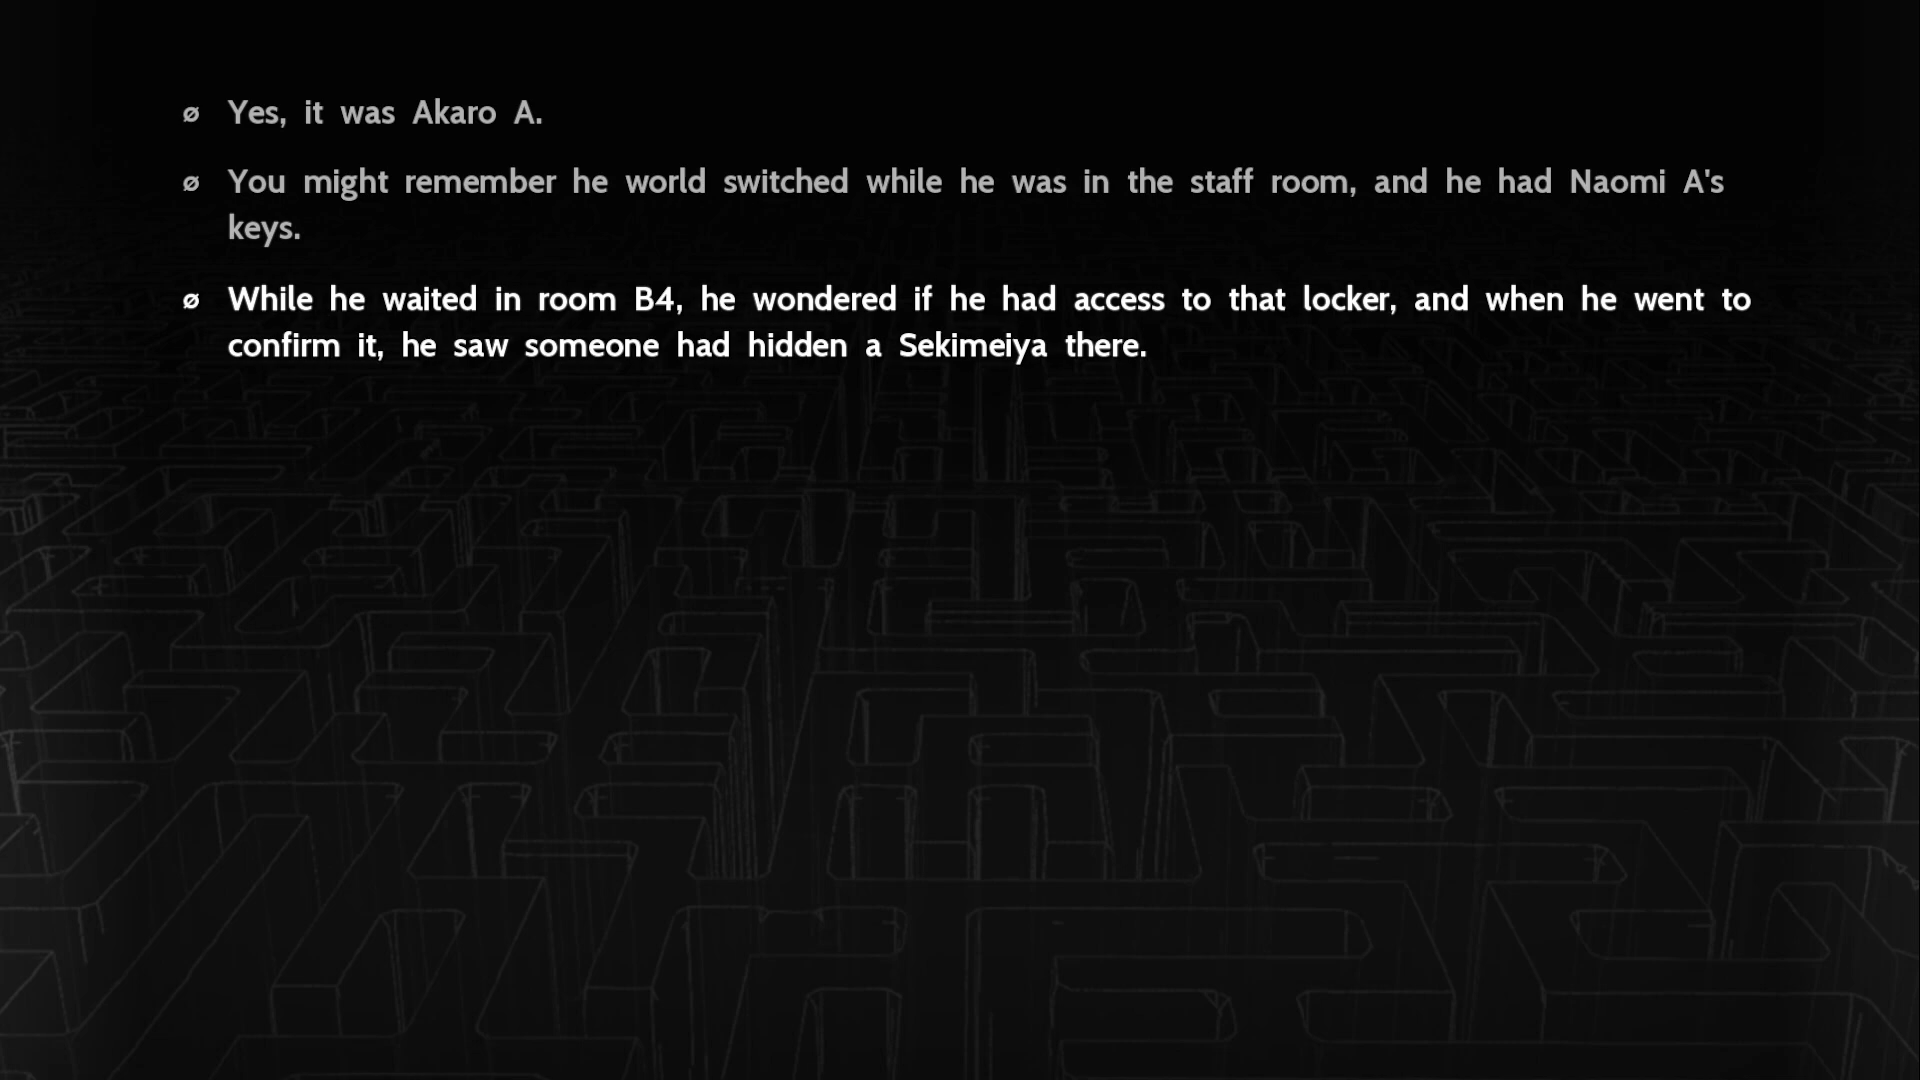 ø Yes, it was Akaro A.
ø You might remember he world switched while he was in the staff room, and he had Naomi A's
keys.
ø While he waited in room B4, he wondered if he had access to that locker, and when he went to
confirm it, he saw someone had hidden a Sekimeiya there.